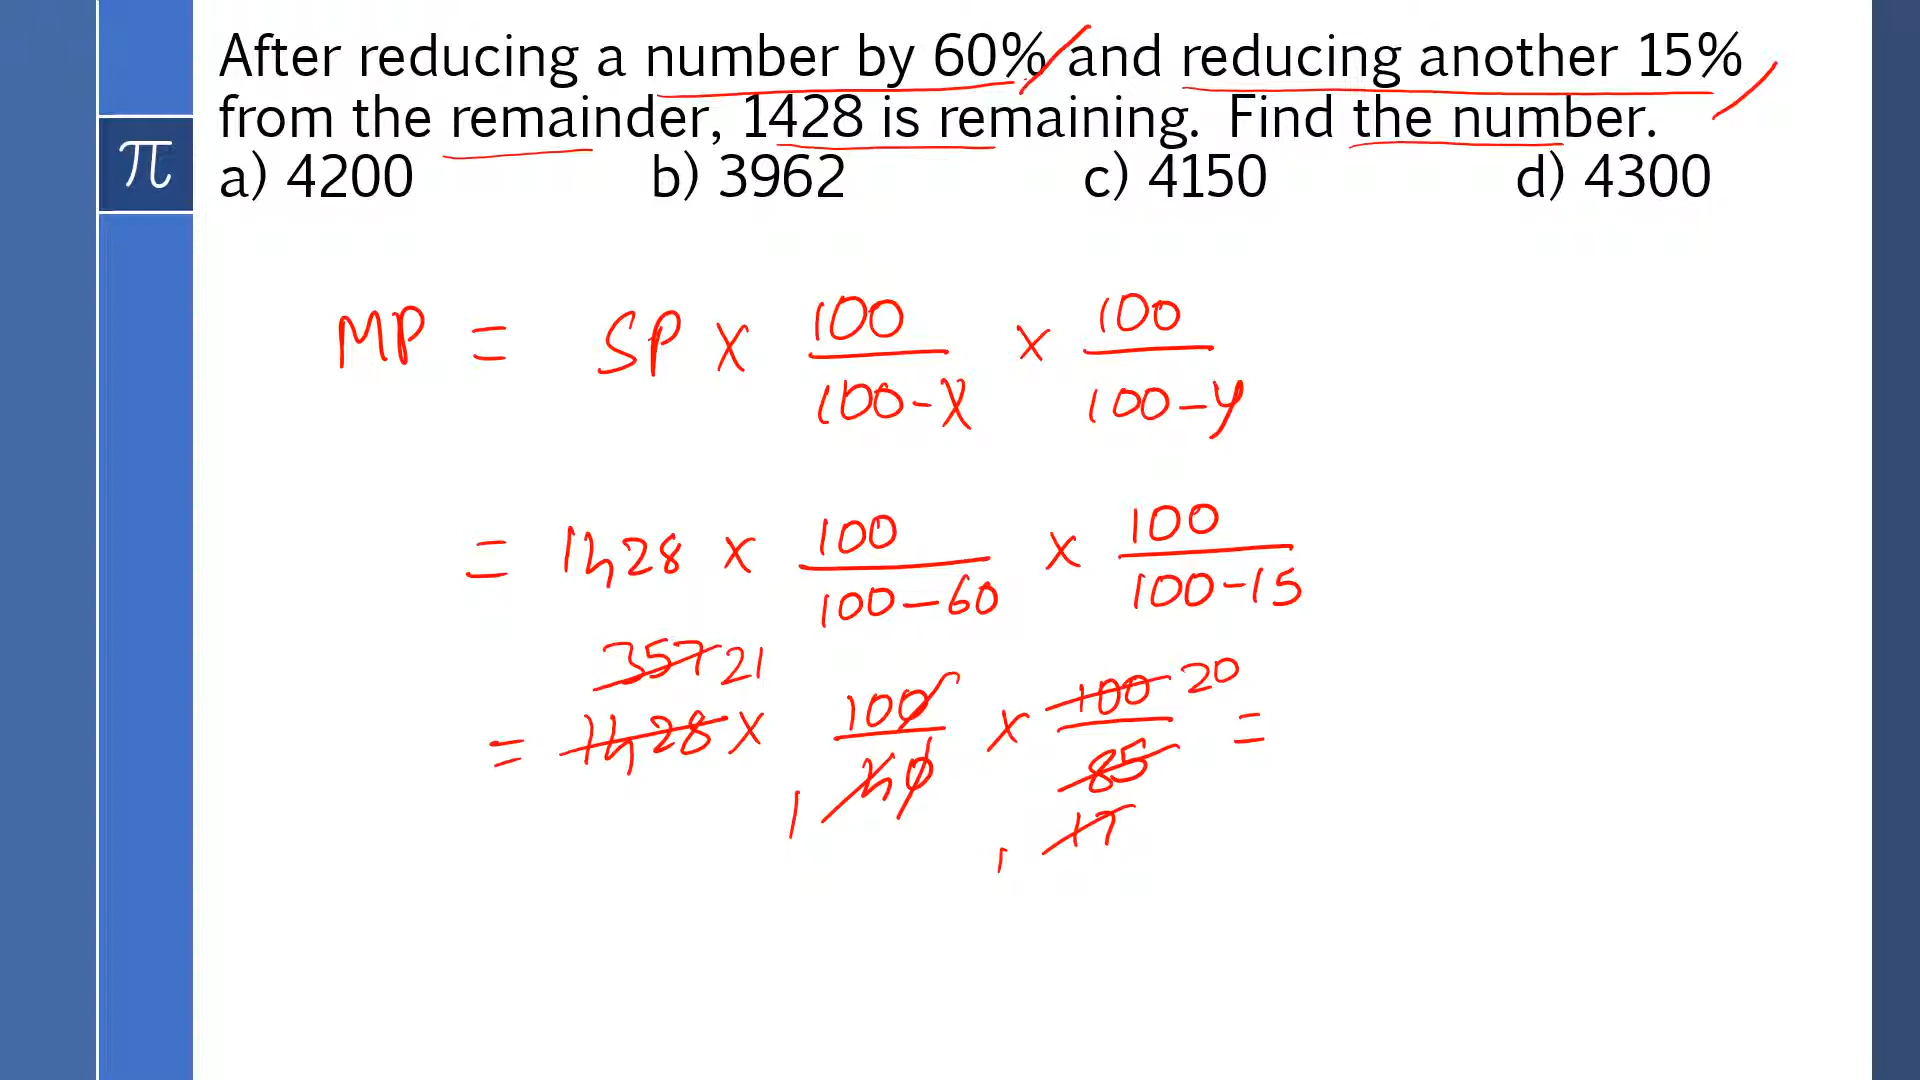 After reducing a number by 60% and reducing another 15%
from the remainder, 1428 is remaining. Find the number.
π
a) 4200 b) 3962 c) 4150 d) 4300
MP = SP × 100/(100-X) × 100/(100-Y)
= 1428 × 100/(100-60) × 100/(100-15)
357 21
= 1428 × 100/40 × 100/85 =
20
1
17
1